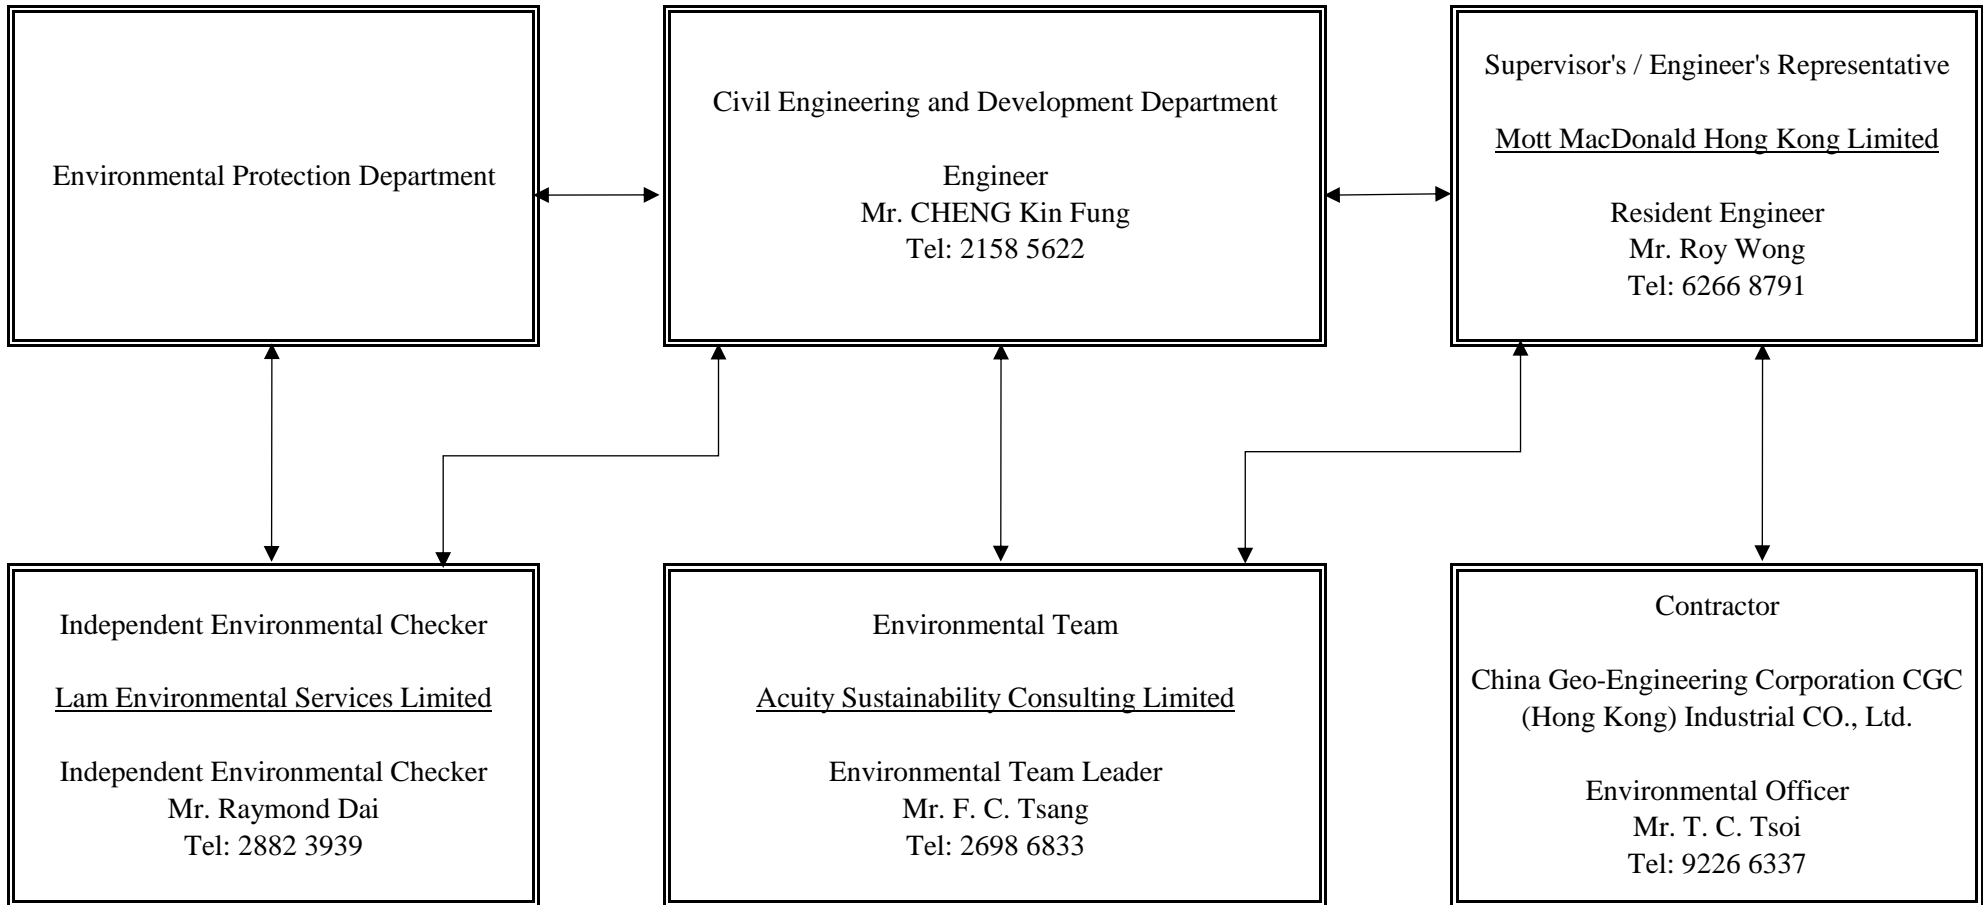 Environmental Protection Department
Civil Engineering and Development Department
Engineer
Mr. CHENG Kin Fung
Tel: 2158 5622
Supervisor's / Engineer's Representative
Mott MacDonald Hong Kong Limited
Resident Engineer
Mr. Roy Wong
Tel: 6266 8791
Independent Environmental Checker
Lam Environmental Services Limited
Independent Environmental Checker
Mr. Raymond Dai
Tel: 2882 3939
Environmental Team
Acuity Sustainability Consulting Limited
Environmental Team Leader
Mr. F. C. Tsang
Tel: 2698 6833
Contractor
China Geo-Engineering Corporation CGC
(Hong Kong) Industrial CO., Ltd.
Environmental Officer
Mr. T. C. Tsoi
Tel: 9226 6337